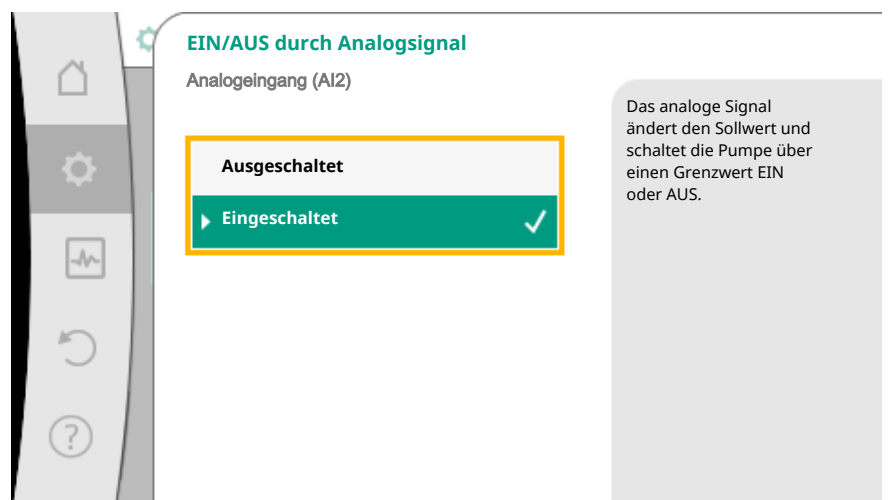 EIN/AUS durch Analogsignal
Analogeingang (AI2)
Ausgeschaltet
Eingeschaltet
Das analoge Signal
ändert den Sollwert und
schaltet die Pumpe über
einen Grenzwert EIN
oder AUS.
?